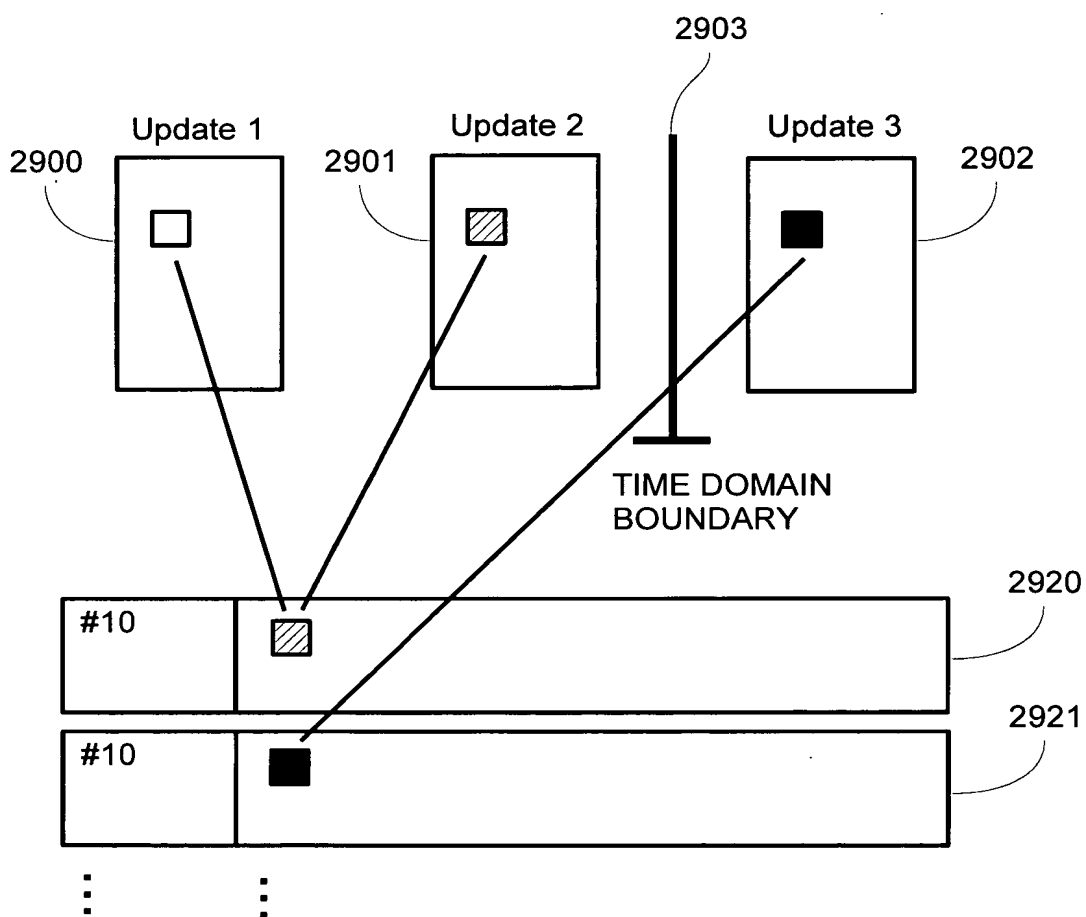 2903
Update 1
Update 2
Update 3
2900
2901
2902
TIME DOMAIN
BOUNDARY
2920
#10
2921
#10